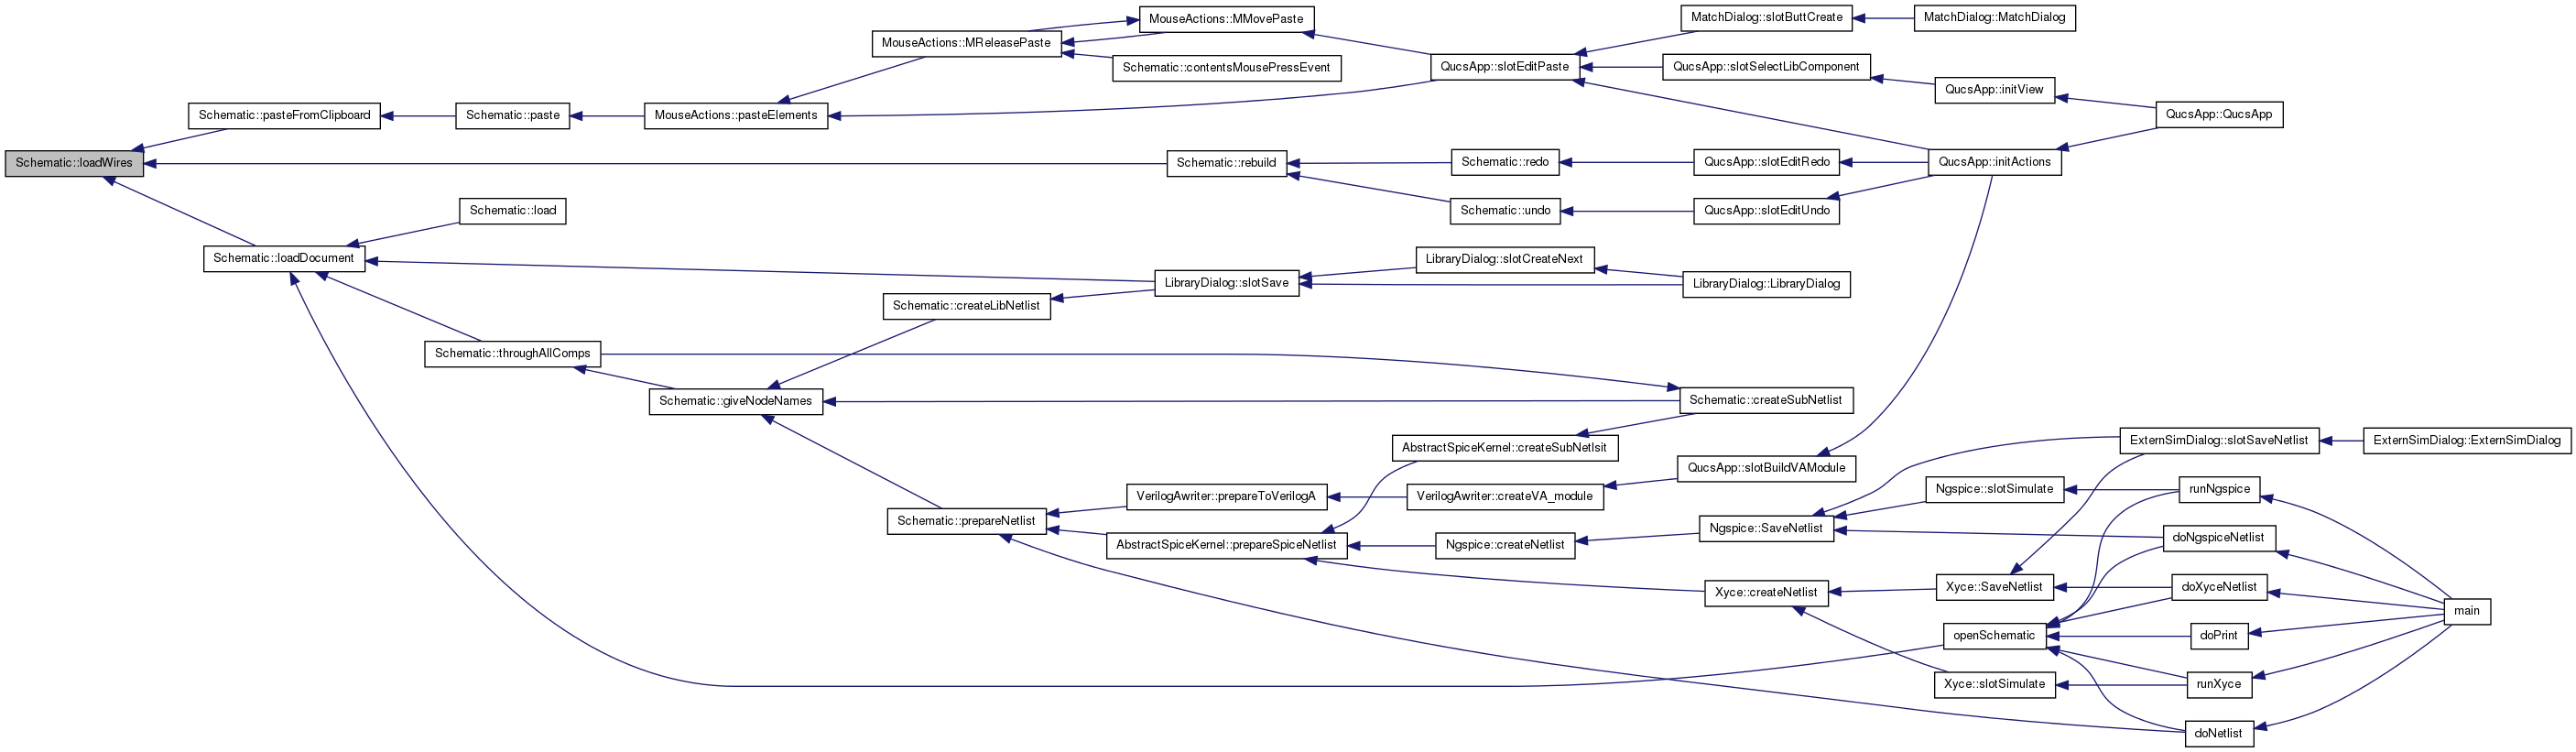 MouseActions::MMovePaste
MatchDialog::slotButtCreate
MatchDialog::MatchDialog
MouseActions::MReleasePaste
Schematic::contentsMousePressEvent
QucsApp::slotEditPaste
QucsApp::slotSelectLibComponent
QucsApp::initView
Schematic::pasteFromClipboard
Schematic::paste
MouseActions::pasteElements
QucsApp::QucsApp
Schematic::loadWires
Schematic::rebuild
Schematic::redo
QucsApp::slotEditRedo
QucsApp::initActions
Schematic::load
Schematic::undo
QucsApp::slotEditUndo
Schematic::loadDocument
LibraryDialog::slotCreateNext
LibraryDialog::slotSave
LibraryDialog::LibraryDialog
Schematic::createLibNetlist
Schematic::throughAllComps
Schematic::giveNodeNames
Schematic::createSubNetlist
AbstractSpiceKernel::createSubNetlsit
ExternSimDialog::slotSaveNetlist
ExternSimDialog::ExternSimDialog
QucsApp::slotBuildVAModule
VerilogAwriter::prepareToVerilogA
VerilogAwriter::createVA_module
Ngspice::slotSimulate
runNgspice
Schematic::prepareNetlist
Ngspice::SaveNetlist
AbstractSpiceKernel::prepareSpiceNetlist
Ngspice::createNetlist
doNgspiceNetlist
Xyce::createNetlist
Xyce::SaveNetlist
doXyceNetlist
main
openSchematic
doPrint
Xyce::slotSimulate
runXyce
doNetlist